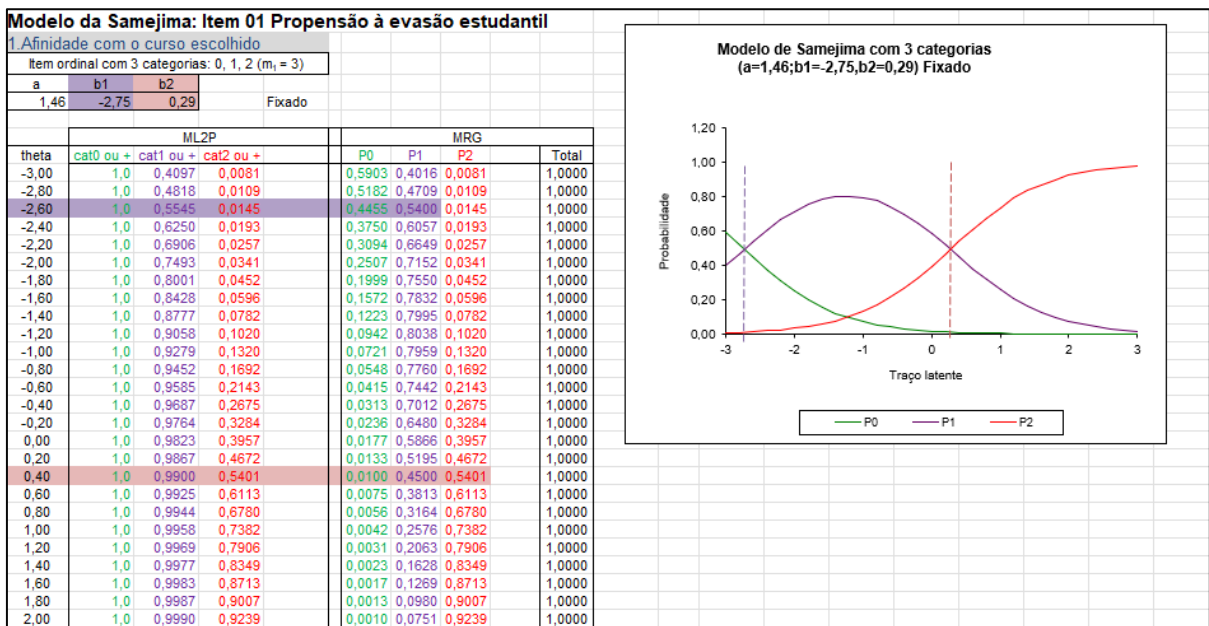 Modelo da Samejima: Item 01 Propensão à evasão estudantil
1.Afinidade com o curso escolhido
Item ordinal com 3 categorias: 0, 1, 2 (m₁ = 3)
a b1 b2
1,46 -2,75 0,29 Fixado
ML2P MRG
theta cat0 ou + cat1 ou + cat2 ou + P0 P1 P2 Total
-3,00 1,0 0,4097 0,0081 0,5903 0,4016 0,0081 1,0000
-2,80 1,0 0,4818 0,0109 0,5182 0,4709 0,0109 1,0000
-2,60 1,0 0,5545 0,0145 0,4455 0,5400 0,0145 1,0000
-2,40 1,0 0,6250 0,0193 0,3750 0,6057 0,0193 1,0000
-2,20 1,0 0,6906 0,0257 0,3094 0,6649 0,0257 1,0000
-2,00 1,0 0,7493 0,0341 0,2507 0,7152 0,0341 1,0000
-1,80 1,0 0,8001 0,0452 0,1999 0,7550 0,0452 1,0000
-1,60 1,0 0,8428 0,0596 0,1572 0,7832 0,0596 1,0000
-1,40 1,0 0,8777 0,0782 0,1223 0,7995 0,0782 1,0000
-1,20 1,0 0,9058 0,1020 0,0942 0,8038 0,1020 1,0000
-1,00 1,0 0,9279 0,1320 0,0721 0,7959 0,1320 1,0000
-0,80 1,0 0,9452 0,1692 0,0548 0,7760 0,1692 1,0000
-0,60 1,0 0,9585 0,2143 0,0415 0,7442 0,2143 1,0000
-0,40 1,0 0,9687 0,2675 0,0313 0,7012 0,2675 1,0000
-0,20 1,0 0,9764 0,3284 0,0236 0,6480 0,3284 1,0000
0,00 1,0 0,9823 0,3957 0,0177 0,5866 0,3957 1,0000
0,20 1,0 0,9867 0,4672 0,0133 0,5195 0,4672 1,0000
0,40 1,0 0,9900 0,5401 0,0100 0,4500 0,5401 1,0000
0,60 1,0 0,9925 0,6113 0,0075 0,3813 0,6113 1,0000
0,80 1,0 0,9944 0,6780 0,0056 0,3164 0,6780 1,0000
1,00 1,0 0,9958 0,7382 0,0042 0,2576 0,7382 1,0000
1,20 1,0 0,9969 0,7906 0,0031 0,2063 0,7906 1,0000
1,40 1,0 0,9977 0,8349 0,0023 0,1628 0,8349 1,0000
1,60 1,0 0,9983 0,8713 0,0017 0,1269 0,8713 1,0000
1,80 1,0 0,9987 0,9007 0,0013 0,0980 0,9007 1,0000
2,00 1,0 0,9990 0,9239 0,0010 0,0751 0,9239 1,0000
Modelo de Samejima com 3 categorias
(a=1,46;b1=-2,75,b2=0,29) Fixado
Probabilidade
1,20
1,00
0,80
0,60
0,40
0,20
0,00
-3 -2 -1 0 1 2 3
Traço latente
P0 P1 P2